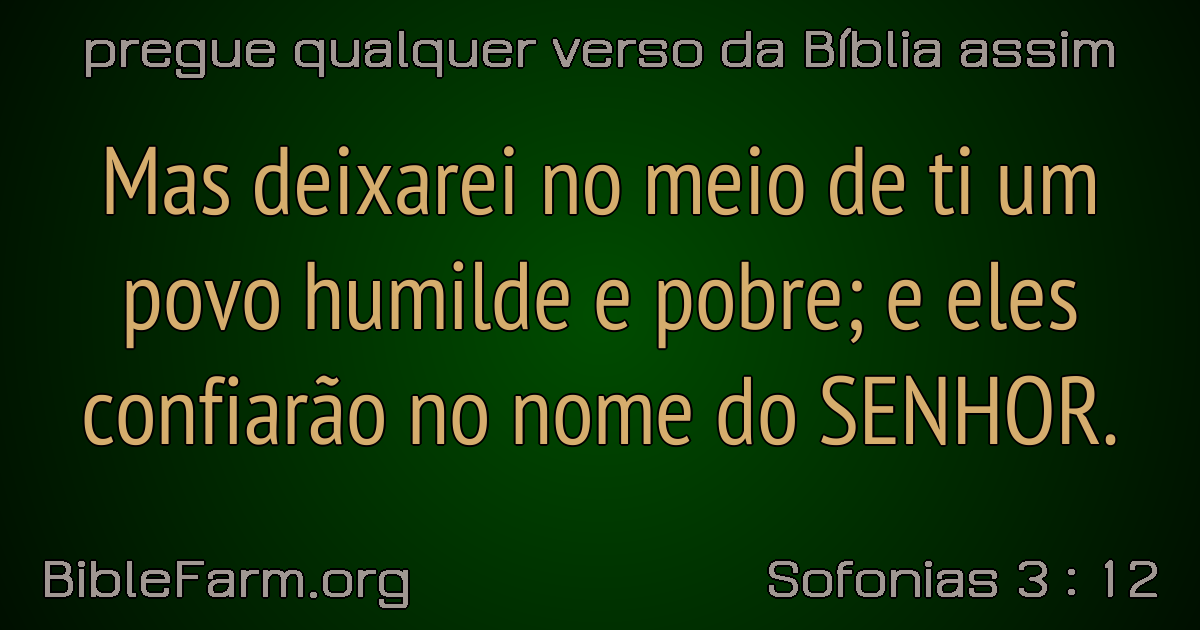 pregue qualquer verso da Bíblia assim
Mas deixarei no meio de ti um
povo humilde e pobre; e eles
confiarão no nome do SENHOR.
BibleFarm.org
Sofonias 3 : 12